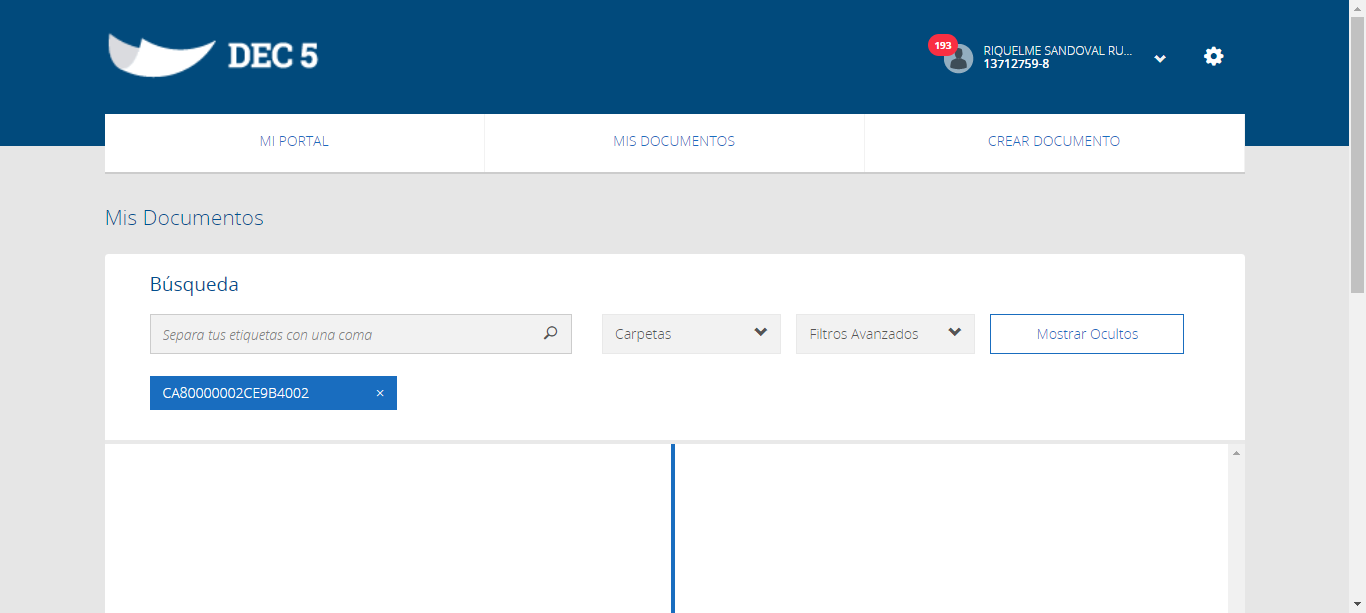 DEC 5
193
RIQUELME SANDOVAL RU...
13712759-8
MI PORTAL
MIS DOCUMENTOS
CREAR DOCUMENTO
Mis Documentos
Búsqueda
Separa tus etiquetas con una coma
Carpetas
Filtros Avanzados
Mostrar Ocultos
CA80000002CE9B4002 ×